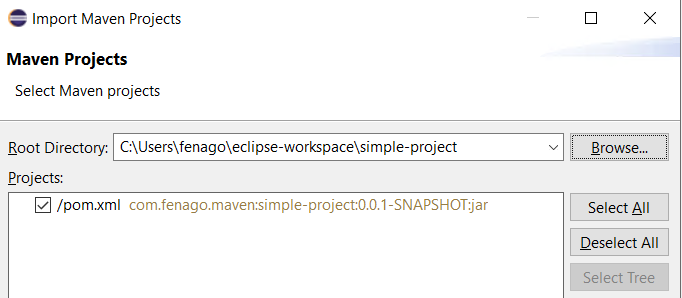 Import Maven Projects
Maven Projects
Select Maven projects
Root Directory: C:\Users\fenago\eclipse-workspace\simple-project Browse...
Projects:
/pom.xml com.fenago.maven:simple-project:0.0.1-SNAPSHOT:jar
Select All
Deselect All
Select Tree